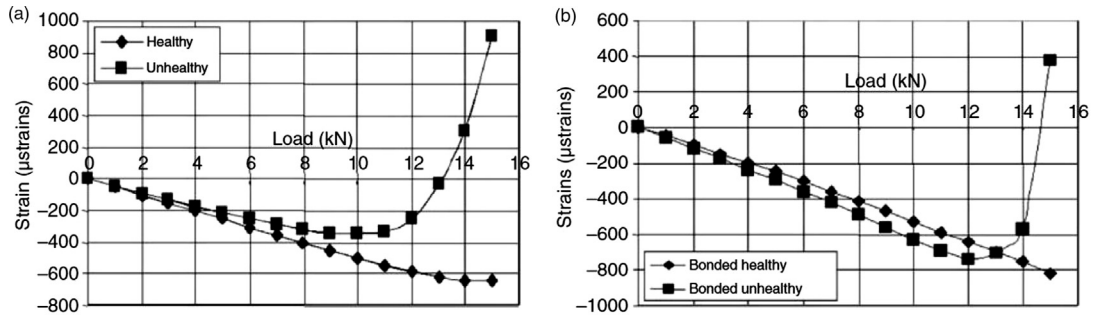 (a)
1000
800
600
400
200
0
−200
−400
−600
−800
Strain (μstrains)
Healthy
Unhealthy
Load (kN)
0 2 4 6 8 10 12 14 16
(b)
600
400
200
0
−200
−400
−600
−800
−1000
Strains (μstrains)
Load (kN)
0 2 4 6 8 10 12 14 16
Bonded healthy
Bonded unhealthy